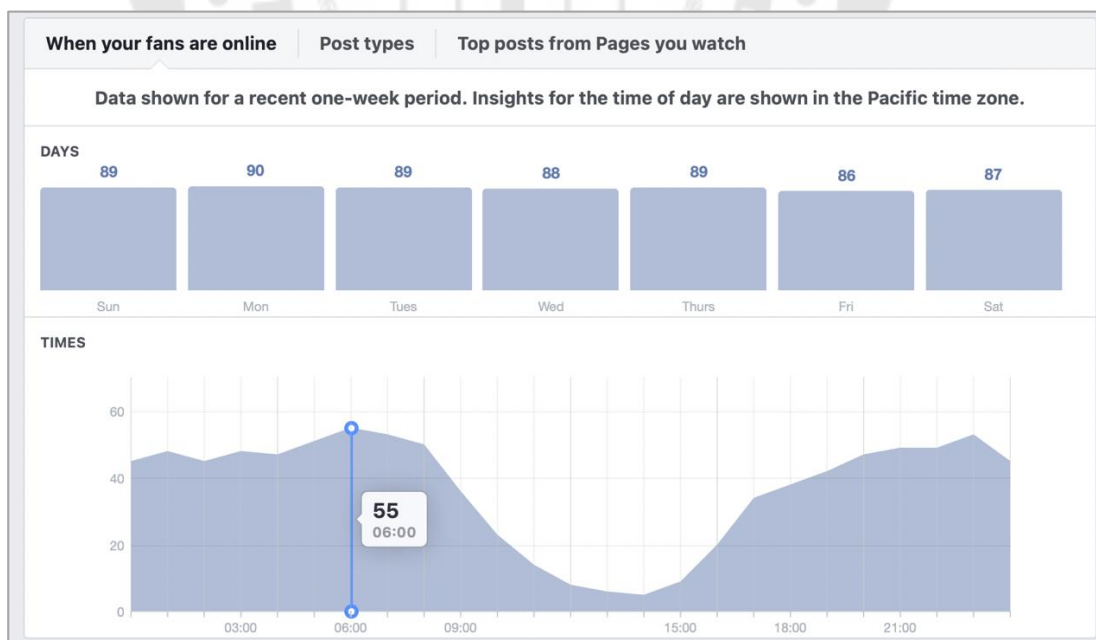 When your fans are online Post types Top posts from Pages you watch
Data shown for a recent one-week period. Insights for the time of day are shown in the Pacific time zone.
DAYS
89 90 89 88 89 86 87
Sun Mon Tues Wed Thurs Fri Sat
TIMES
60
40
55
06:00
20
0
03:00 06:00 09:00 15:00 18:00 21:00